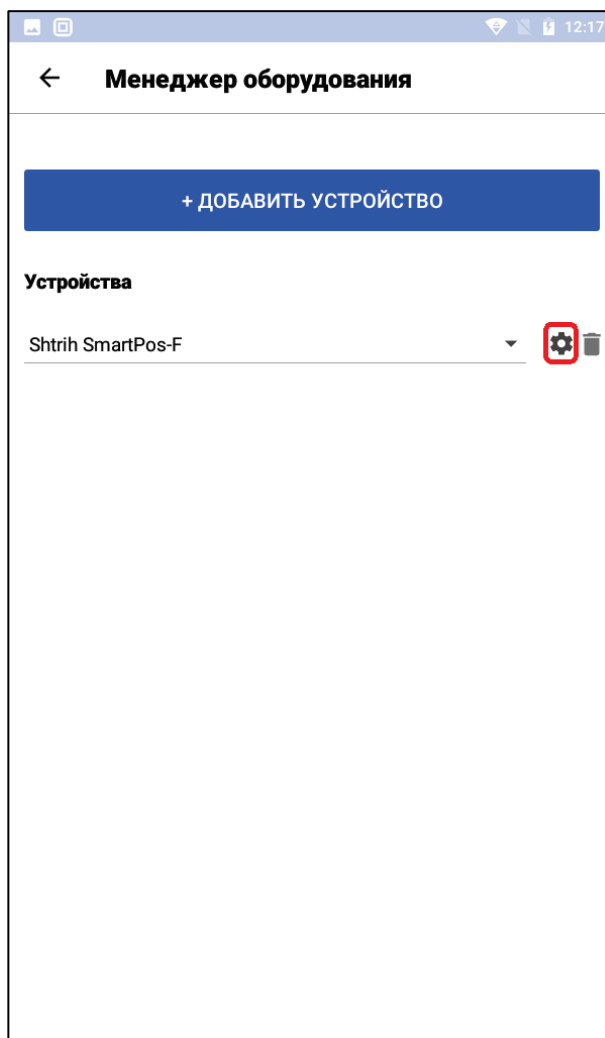 12:17
Менеджер оборудования
+ ДОБАВИТЬ УСТРОЙСТВО
Устройства
Shtrih SmartPos-F